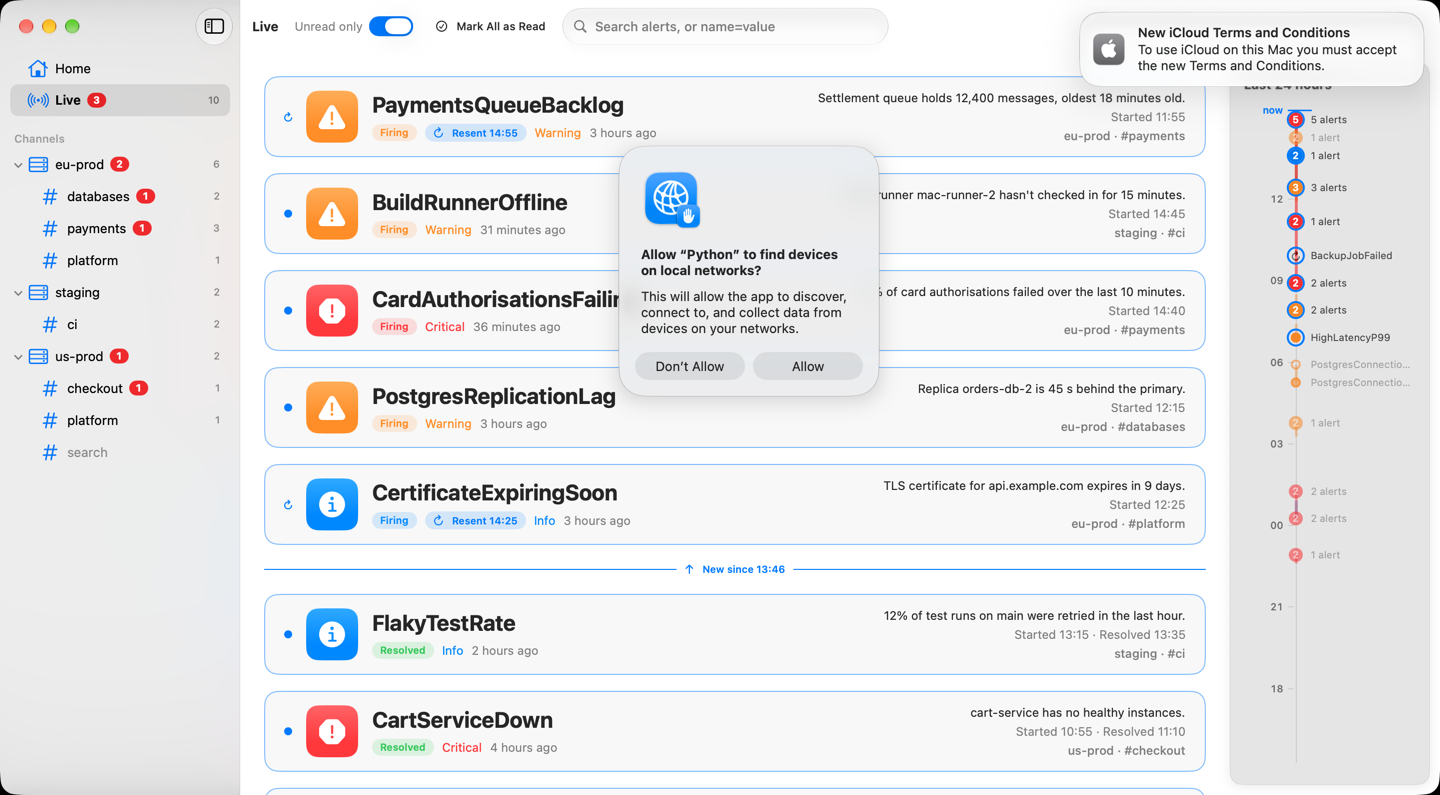 Home
Live 3 10
Channels
eu-prod 2 6
databases 1 1
payments 1 3
platform
staging 2
ci 2
us-prod 1 2
checkout 1 1
platform 1
search
Live Unread only Mark All as Read Search alerts, or name=value
New iCloud Terms and Conditions
To use iCloud on this Mac you must accept
the new Terms and Conditions.
PaymentsQueueBacklog
Firing Resent 14:55 Warning 3 hours ago
Settlement queue holds 12,400 messages, oldest 18 minutes old.
Started 11:55
eu-prod · #payments
BuildRunnerOffline
Firing Warning 31 minutes ago
runner mac-runner-2 hasn't checked in for 15 minutes.
Started 14:45
staging · #ci
Allow “Python” to find devices
on local networks?
This will allow the app to discover,
connect to, and collect data from
devices on your networks.
Don’t Allow Allow
Firing Critical 36 minutes ago
% of card authorisations failed over the last 10 minutes.
Started 14:40
eu-prod · #payments
PostgresReplicationLag
Firing Warning 3 hours ago
Replica orders-db-2 is 45 s behind the primary.
Started 12:15
eu-prod · #databases
CertificateExpiringSoon
Firing Resent 14:25 Info 3 hours ago
TLS certificate for api.example.com expires in 9 days.
Started 12:25
eu-prod · #platform
New since 13:46
FlakyTestRate
Resolved Info 2 hours ago
12% of test runs on main were retried in the last hour.
Started 13:15 · Resolved 13:35
staging · #ci
CartServiceDown
Resolved Critical 4 hours ago
cart-service has no healthy instances.
Started 10:55 · Resolved 11:10
us-prod · #checkout
Last 24 hours
now
5 5 alerts
2 1 alert
2 1 alert
3 3 alerts
12
2 1 alert
BackupJobFailed
09
2 2 alerts
2 2 alerts
HighLatencyP99
06
PostgresConnectio...
PostgresConnectio...
2 1 alert
03
2 2 alerts
00
2 2 alerts
2 1 alert
21
18